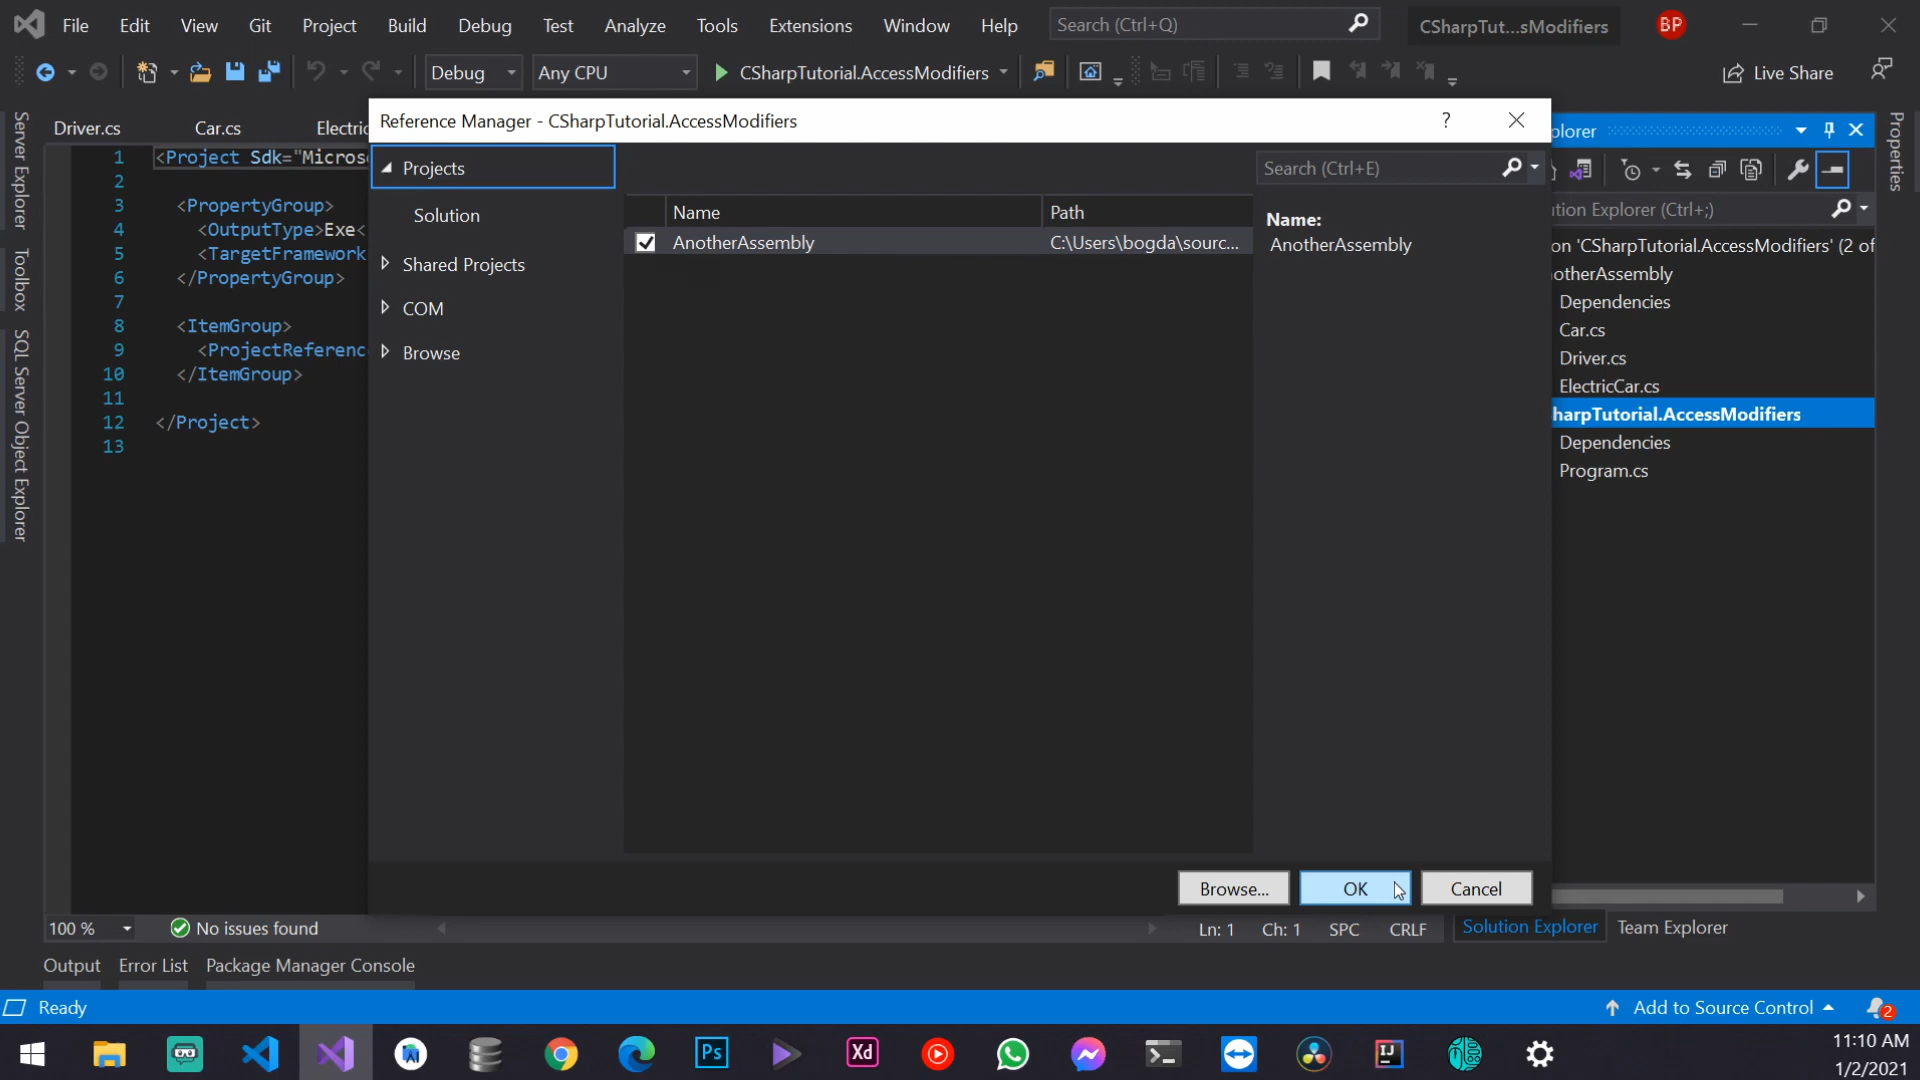 File Edit View Git Project Build Debug Test Analyze Tools Extensions Window Help Search (Ctrl+Q) CSharpTut...sModifiers BP
Debug Any CPU CSharpTutorial.AccessModifiers Live Share
Server Explorer
Toolbox
SQL Server Object Explorer
Driver.cs Car.cs Electric
1 <Project Sdk="Micros
2
3 <PropertyGroup>
4 <OutputType>Exe<
5 <TargetFramework
6 </PropertyGroup>
7
8 <ItemGroup>
9 <ProjectReferenc
10 </ItemGroup>
11
12 </Project>
13
Reference Manager - CSharpTutorial.AccessModifiers ?
Projects
Solution
Shared Projects
COM
Browse
Search (Ctrl+E)
Name Path
AnotherAssembly C:\Users\bogda\sourc...
Name:
AnotherAssembly
Browse... OK Cancel
plorer
Properties
ution Explorer (Ctrl+;)
on 'CSharpTutorial.AccessModifiers' (2 of
notherAssembly
Dependencies
Car.cs
Driver.cs
ElectricCar.cs
SharpTutorial.AccessModifiers
Dependencies
Program.cs
100 % No issues found Ln: 1 Ch: 1 SPC CRLF Solution Explorer Team Explorer
Output Error List Package Manager Console
Ready Add to Source Control 2
Ps Xd IJ
11:10 AM
1/2/2021